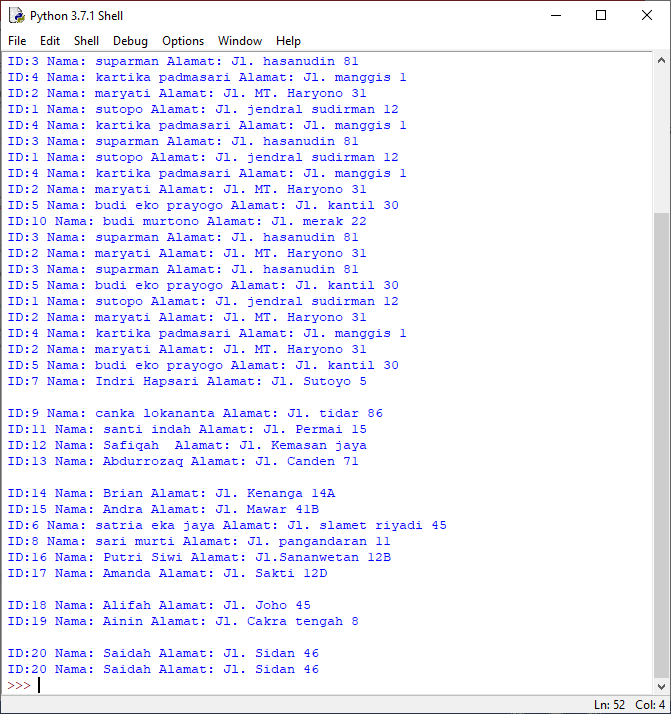 Python 3.7.1 Shell
File Edit Shell Debug Options Window Help
ID:3 Nama: suparman Alamat: Jl. hasanudin 81
ID:4 Nama: kartika padmasari Alamat: Jl. manggis 1
ID:2 Nama: maryati Alamat: Jl. MT. Haryono 31
ID:1 Nama: sutopo Alamat: Jl. jendral sudirman 12
ID:4 Nama: kartika padmasari Alamat: Jl. manggis 1
ID:3 Nama: suparman Alamat: Jl. hasanudin 81
ID:1 Nama: sutopo Alamat: Jl. jendral sudirman 12
ID:4 Nama: kartika padmasari Alamat: Jl. manggis 1
ID:2 Nama: maryati Alamat: Jl. MT. Haryono 31
ID:5 Nama: budi eko prayogo Alamat: Jl. kantil 30
ID:10 Nama: budi murtono Alamat: Jl. merak 22
ID:3 Nama: suparman Alamat: Jl. hasanudin 81
ID:2 Nama: maryati Alamat: Jl. MT. Haryono 31
ID:3 Nama: suparman Alamat: Jl. hasanudin 81
ID:5 Nama: budi eko prayogo Alamat: Jl. kantil 30
ID:1 Nama: sutopo Alamat: Jl. jendral sudirman 12
ID:2 Nama: maryati Alamat: Jl. MT. Haryono 31
ID:4 Nama: kartika padmasari Alamat: Jl. manggis 1
ID:2 Nama: maryati Alamat: Jl. MT. Haryono 31
ID:5 Nama: budi eko prayogo Alamat: Jl. kantil 30
ID:7 Nama: Indri Hapsari Alamat: Jl. Sutoyo 5
ID:9 Nama: canka lokananta Alamat: Jl. tidar 86
ID:11 Nama: santi indah Alamat: Jl. Permai 15
ID:12 Nama: Safiqah  Alamat: Jl. Kemasan jaya
ID:13 Nama: Abdurrozaq Alamat: Jl. Canden 71
ID:14 Nama: Brian Alamat: Jl. Kenanga 14A
ID:15 Nama: Andra Alamat: Jl. Mawar 41B
ID:6 Nama: satria eka jaya Alamat: Jl. slamet riyadi 45
ID:8 Nama: sari murti Alamat: Jl. pangandaran 11
ID:16 Nama: Putri Siwi Alamat: Jl.Sananwetan 12B
ID:17 Nama: Amanda Alamat: Jl. Sakti 12D
ID:18 Nama: Alifah Alamat: Jl. Joho 45
ID:19 Nama: Ainin Alamat: Jl. Cakra tengah 8
ID:20 Nama: Saidah Alamat: Jl. Sidan 46
ID:20 Nama: Saidah Alamat: Jl. Sidan 46
>>>
Ln: 52 Col: 4